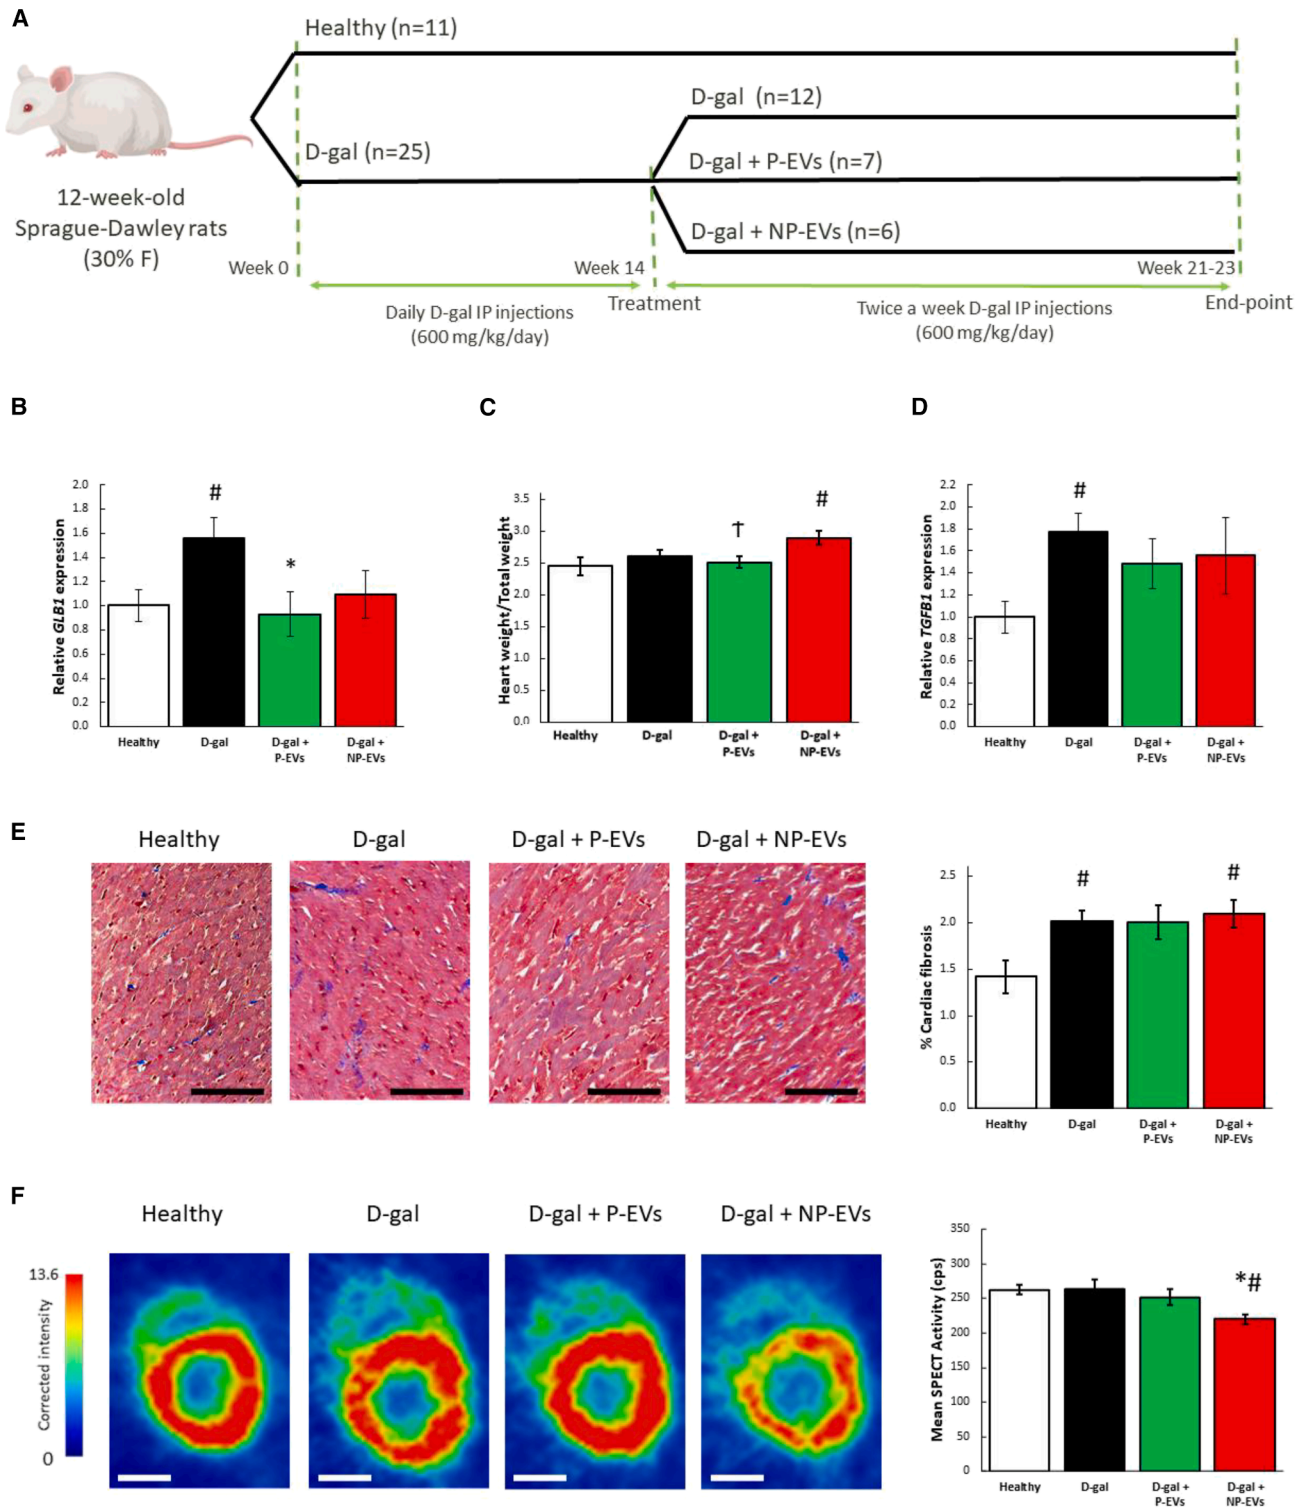 A
Healthy (n=11)
D-gal (n=12)
D-gal (n=25)
D-gal + P-EVs (n=7)
D-gal + NP-EVs (n=6)
12-week-old
Sprague-Dawley rats
(30% F)
Week 0
Week 14
Week 21-23
Treatment
End-point
Daily D-gal IP injections
(600 mg/kg/day)
Twice a week D-gal IP injections
(600 mg/kg/day)
B
Relative GLB1 expression
2.0
1.8
1.6
1.4
1.2
1.0
0.8
0.6
0.4
0.2
0.0
#
*
Healthy
D-gal
D-gal +
P-EVs
D-gal +
NP-EVs
C
Heart weight/Total weight
3.5
3.0
2.5
2.0
1.5
1.0
0.5
0.0
†
#
Healthy
D-gal
D-gal +
P-EVs
D-gal +
NP-EVs
D
Relative TGFB1 expression
2.2
2.0
1.8
1.6
1.4
1.2
1.0
0.8
0.6
0.4
0.2
0.0
#
Healthy
D-gal
D-gal +
P-EVs
D-gal +
NP-EVs
E
Healthy
D-gal
D-gal + P-EVs
D-gal + NP-EVs
% Cardiac fibrosis
2.5
2.0
1.5
1.0
0.5
0.0
#
#
Healthy
D-gal
D-gal +
P-EVs
D-gal +
NP-EVs
F
Healthy
D-gal
D-gal + P-EVs
D-gal + NP-EVs
13.6
Corrected intensity
0
Mean SPECT Activity (cps)
350
300
250
200
150
100
50
0
*#
Healthy
D-gal
D-gal +
P-EVs
D-gal +
NP-EVs